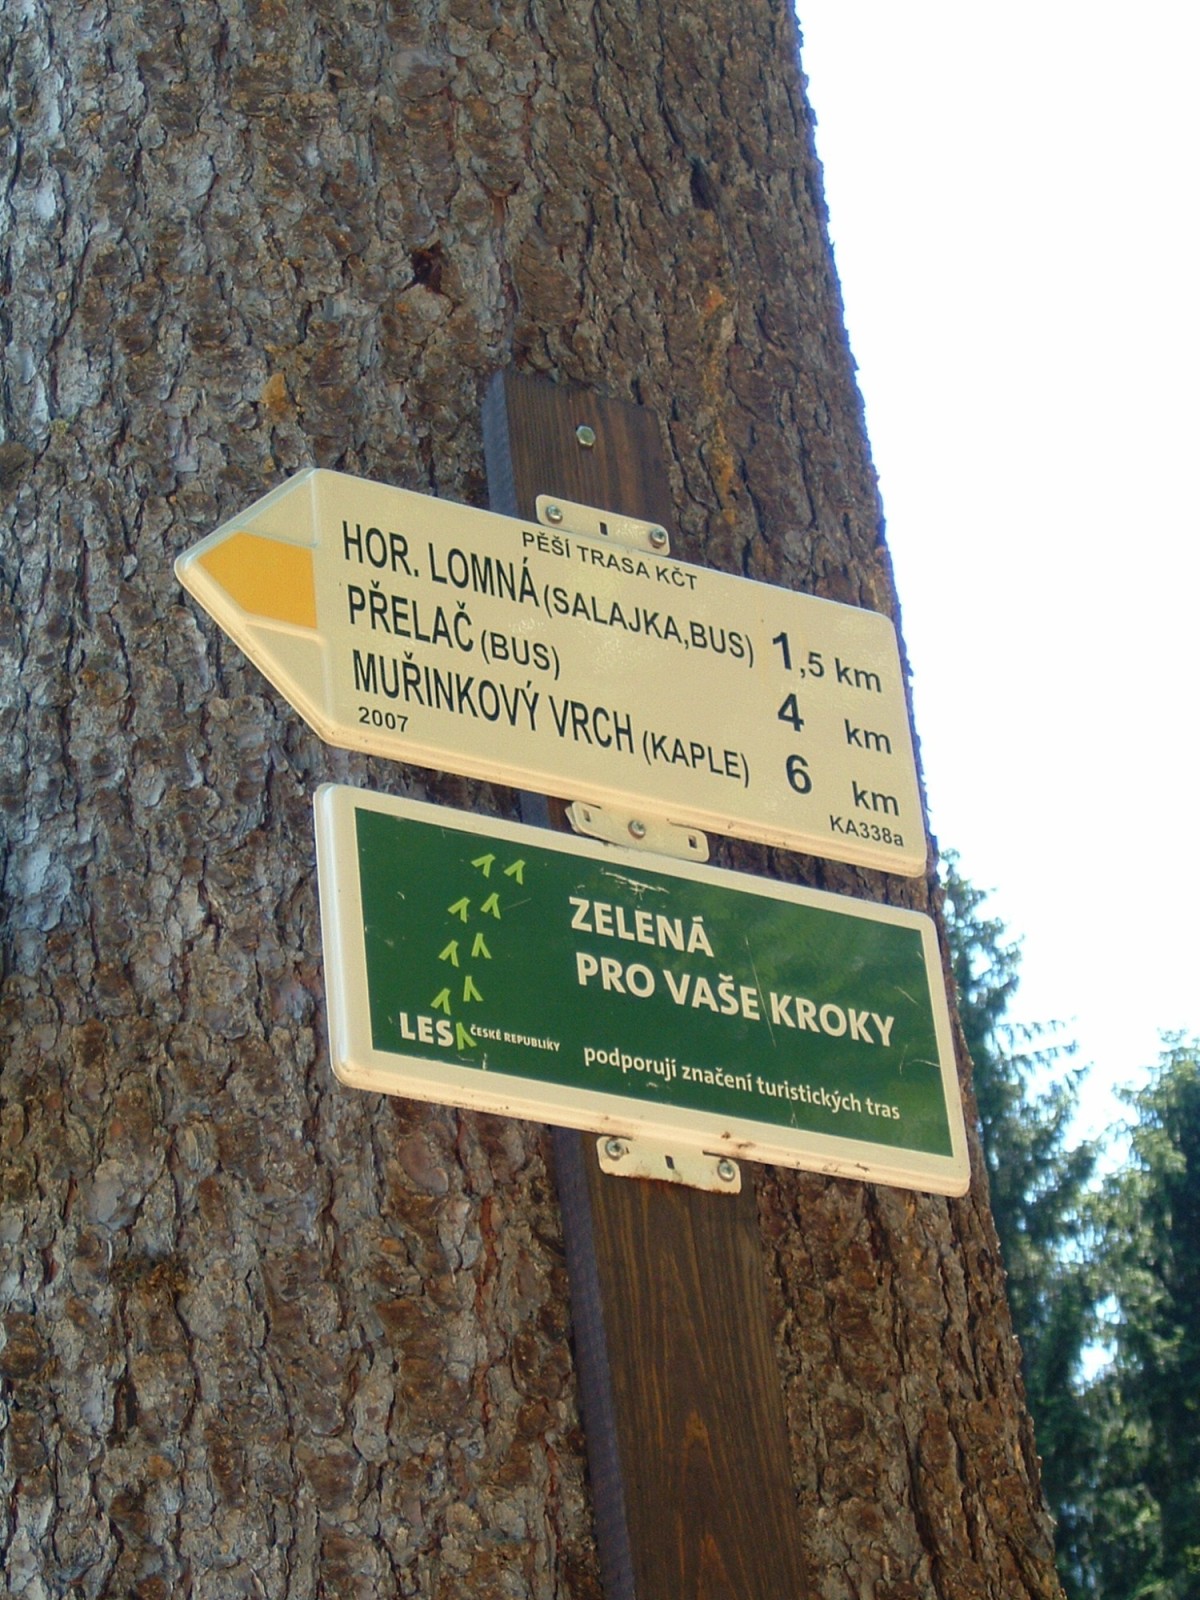 PĚŠÍ TRASA KČT
HOR. LOMNÁ (SALAJKA,BUS) 1,5 km
PŘELAČ (BUS) 4 km
MUŘINKOVÝ VRCH (KAPLE) 6 km
2007 KA338a
ZELENÁ
PRO VAŠE KROKY
LESY ČESKÉ REPUBLIKY
podporují značení turistických tras